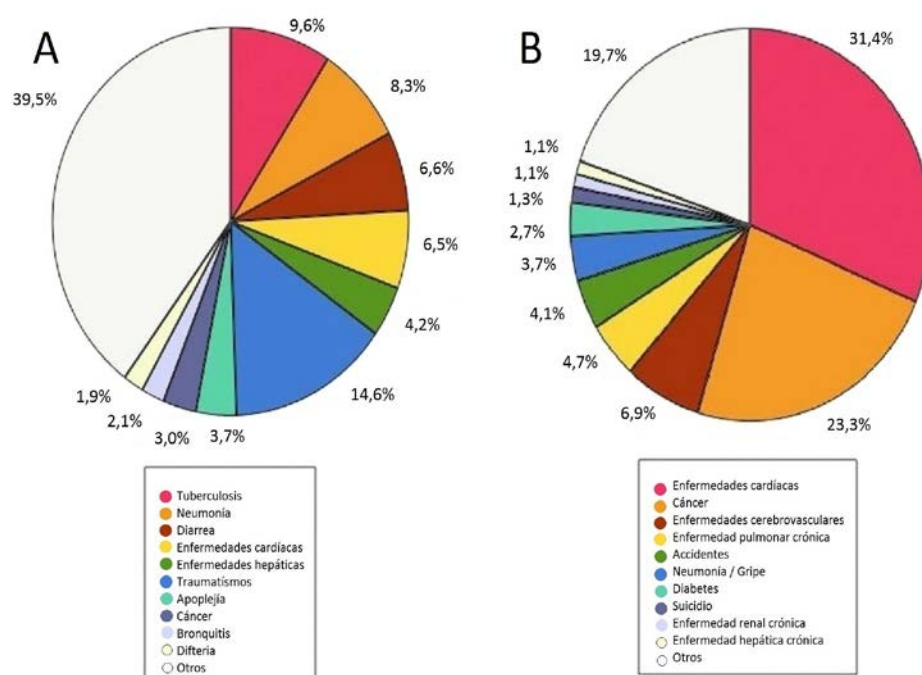 A
9,6%
8,3%
6,6%
6,5%
4,2%
14,6%
3,7%
3,0%
2,1%
1,9%
39,5%
Tuberculosis
Neumonía
Diarrea
Enfermedades cardíacas
Enfermedades hepáticas
Traumatísmos
Apoplejía
Cáncer
Bronquitis
Difteria
Otros
B
31,4%
23,3%
6,9%
4,7%
4,1%
3,7%
2,7%
1,3%
1,1%
1,1%
19,7%
Enfermedades cardíacas
Cáncer
Enfermedades cerebrovasculares
Enfermedad pulmonar crónica
Accidentes
Neumonía / Gripe
Diabetes
Suicidio
Enfermedad renal crónica
Enfermedad hepática crónica
Otros